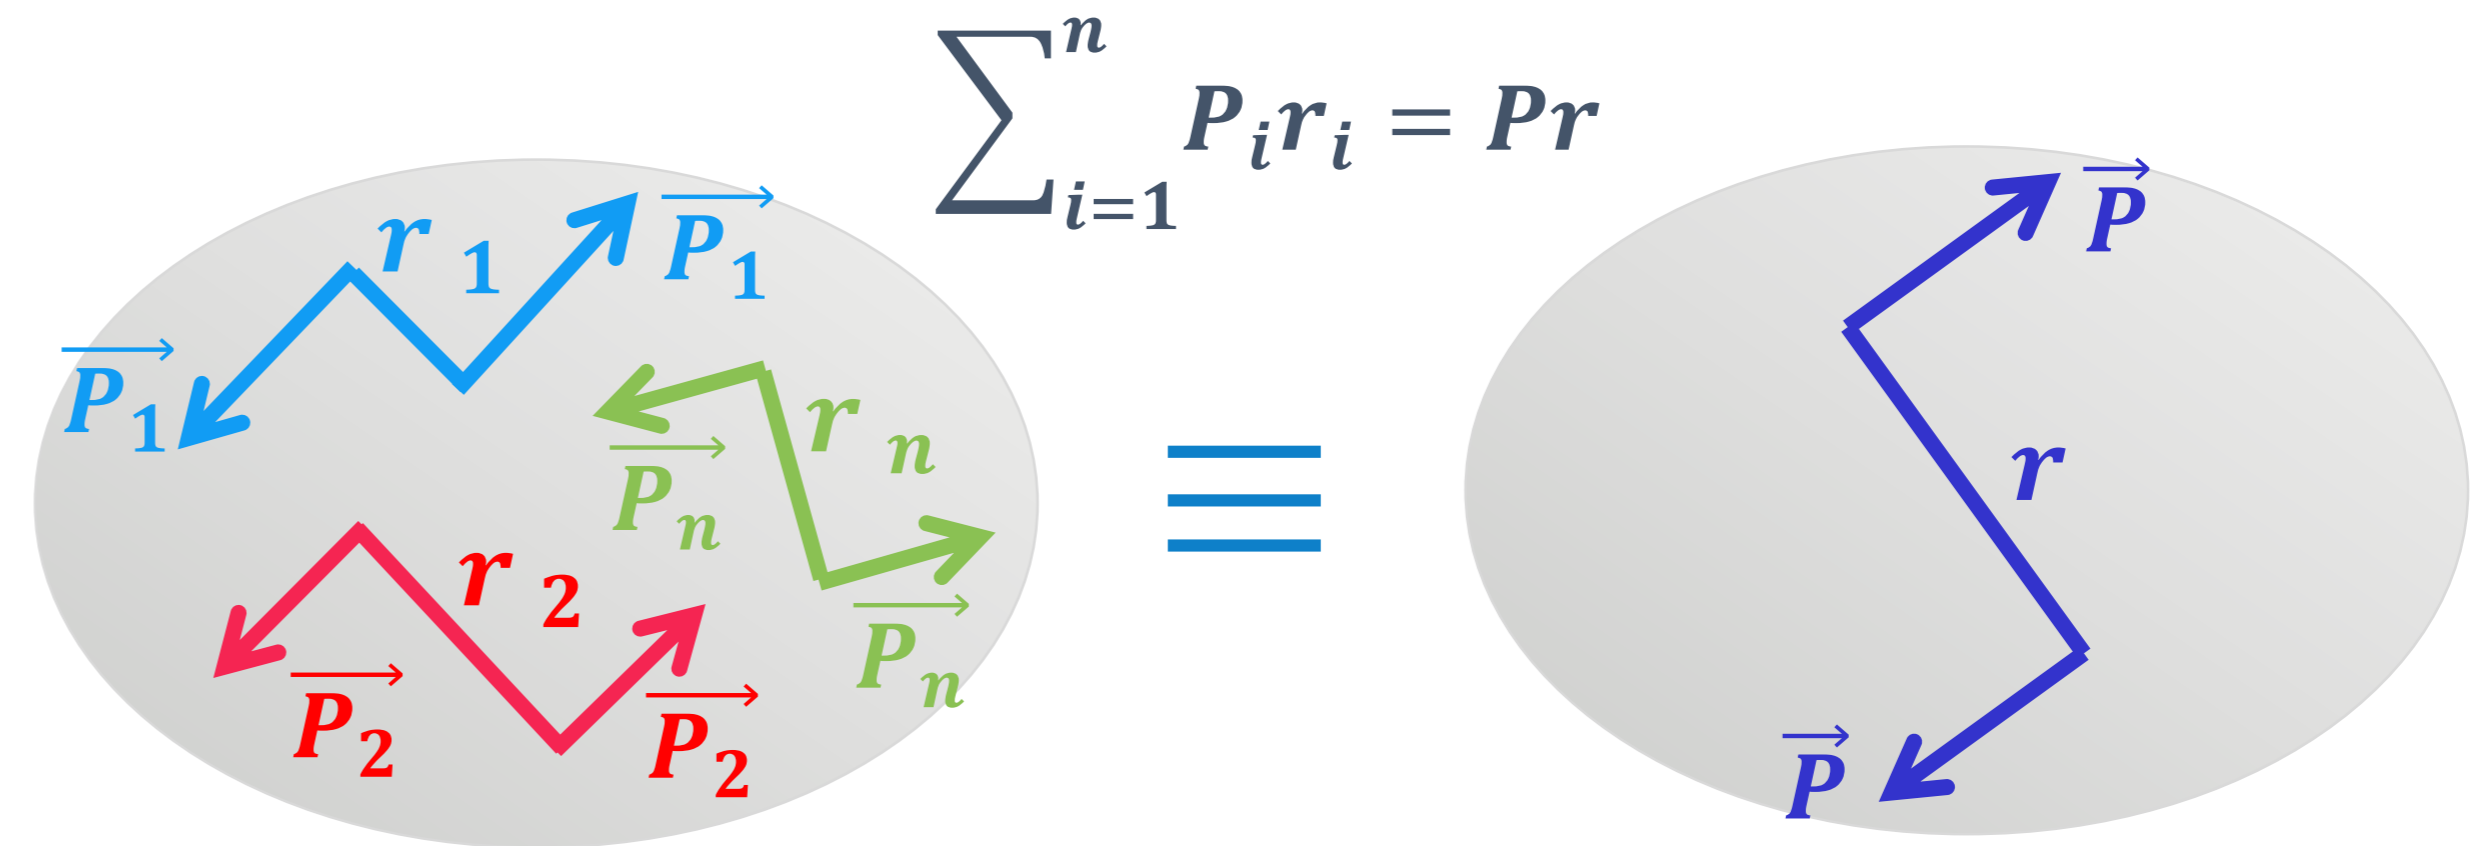 ∑ⁿᵢ₌₁ Pᵢrᵢ = Pr
r 1
P⃗₁
P⃗₁
r n
P⃗ₙ
P⃗ₙ
r 2
P⃗₂
P⃗₂
≡
P⃗
r
P⃗